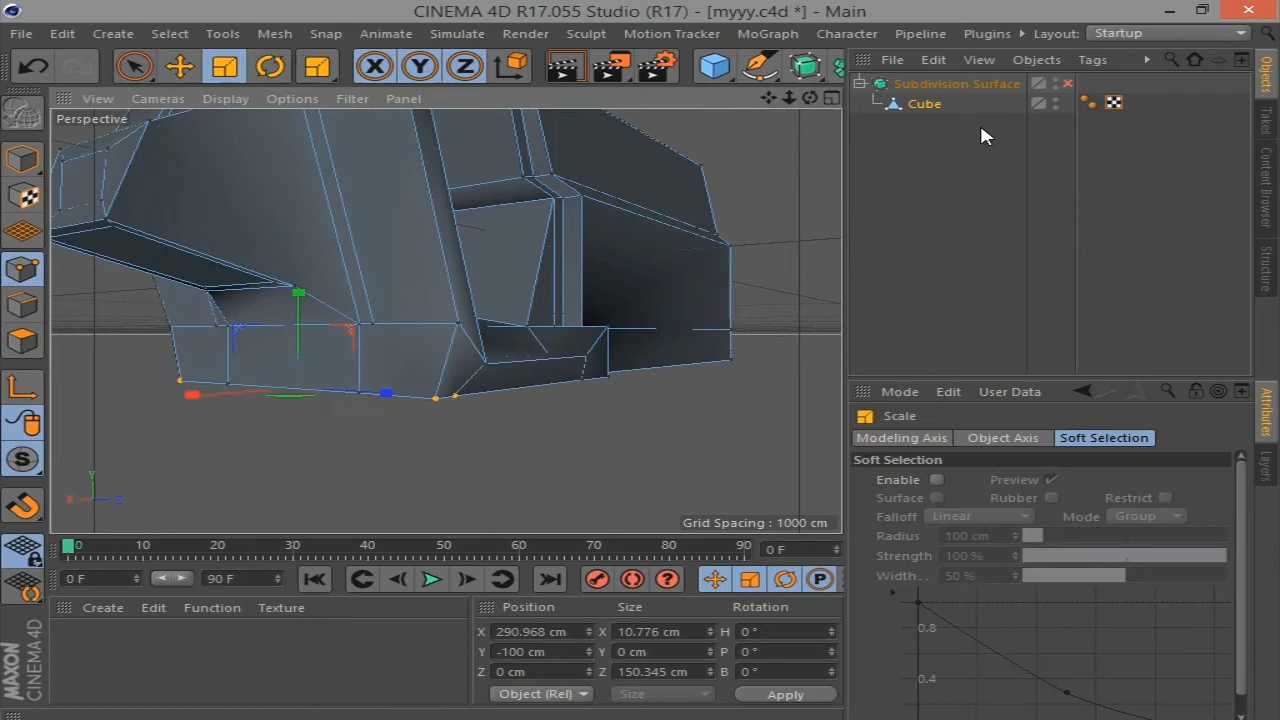 CINEMA 4D R17.055 Studio (R17) - [myyy.c4d *] - Main
File Edit Create Select Tools Mesh Snap Animate Simulate Render Sculpt Motion Tracker MoGraph Character Pipeline Plugins Layout: Startup
X Y Z
File Edit View Objects Tags
View Cameras Display Options Filter Panel
Perspective
Subdivision Surface
Cube
Objects
Takes
Content Browser
Structure
Y
X Z
Grid Spacing : 1000 cm
Mode Edit User Data
Scale
Modeling Axis Object Axis Soft Selection
Soft Selection
Enable Preview
Surface Rubber Restrict
Falloff Linear Mode Group
Radius 100 cm
Strength 100 %
Width . . 50 %
0.8
0.4
Attributes
Layers
S
0 10 20 30 40 50 60 70 80 90 0 F
0 F 90 F ? P
Create Edit Function Texture
Position Size Rotation
X 290.968 cm X 10.776 cm H 0 °
Y -100 cm Y 0 cm P 0 °
Z 0 cm Z 150.345 cm B 0 °
Object (Rel) Size Apply
MAXON
CINEMA 4D